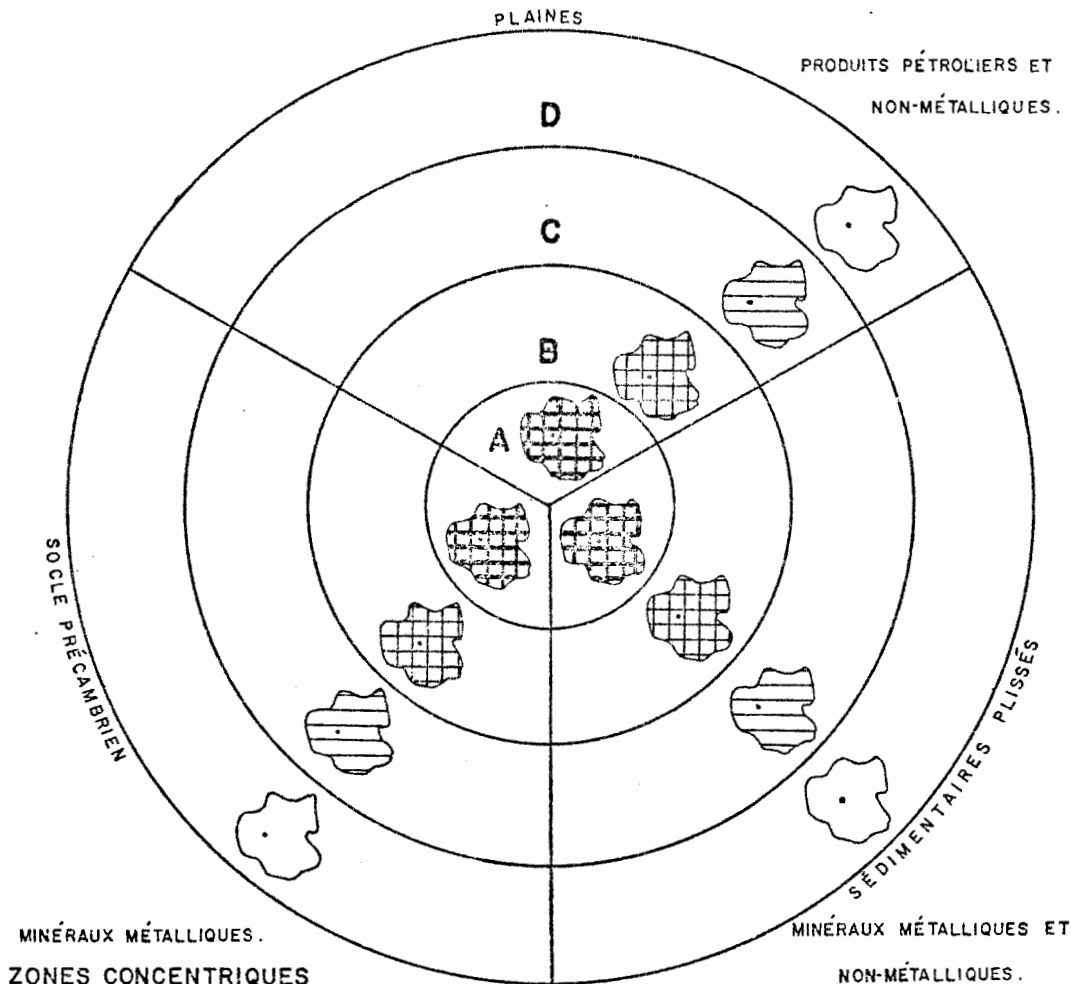 PLAINES
PRODUITS PÉTROLIERS ET
NON-MÉTALLIQUES.
D
C
B
A
SOCLE PRÉCAMBRIEN
SÉDIMENTAIRES PLISSÉS
MINÉRAUX MÉTALLIQUES.
ZONES CONCENTRIQUES
MINÉRAUX MÉTALLIQUES ET
NON-MÉTALLIQUES.